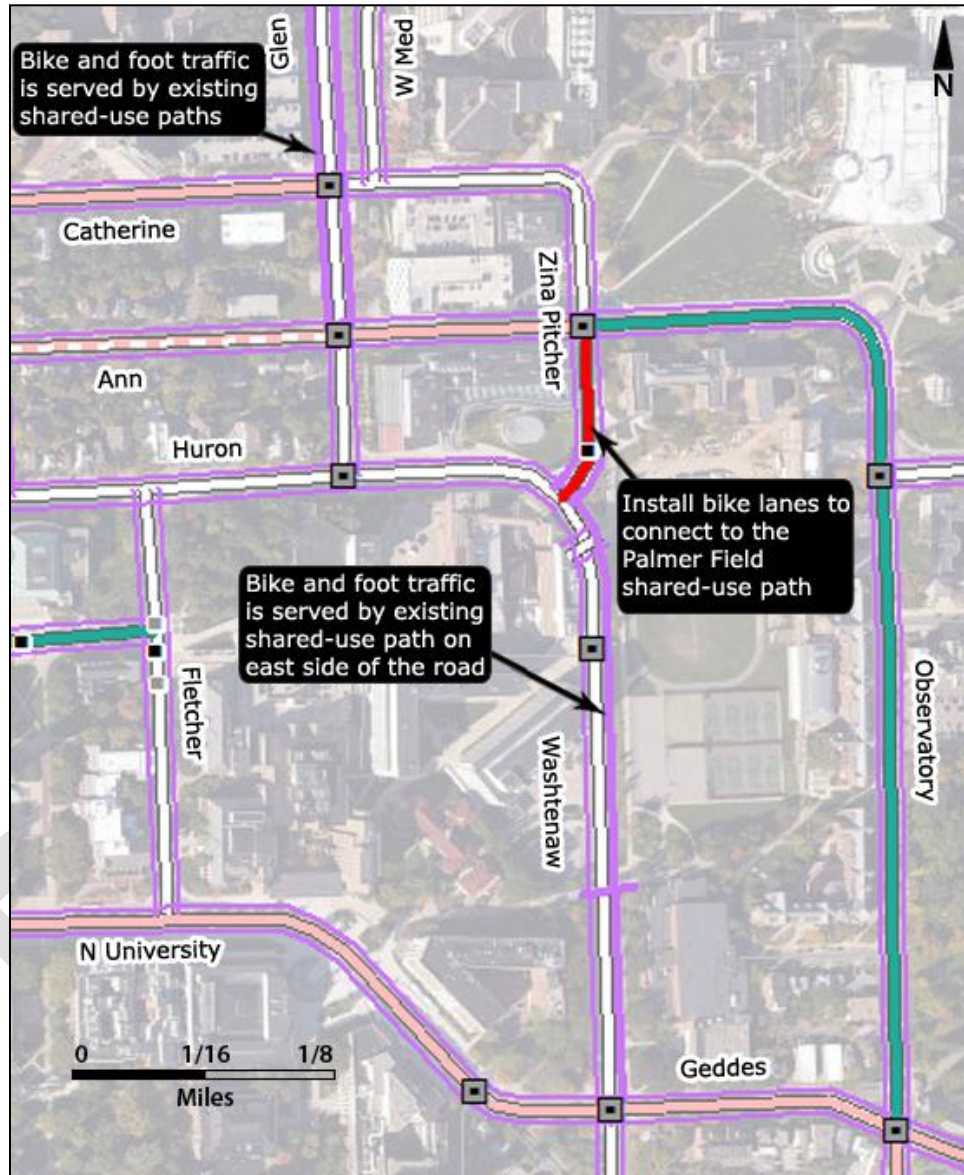 Glen
W Med
N
Bike and foot traffic
is served by existing
shared-use paths
Catherine
Zina Pitcher
Ann
Huron
Install bike lanes to
connect to the
Palmer Field
shared-use path
Bike and foot traffic
is served by existing
shared-use path on
east side of the road
Fletcher
Washtenaw
Observatory
N University
0 1/16 1/8
Miles
Geddes